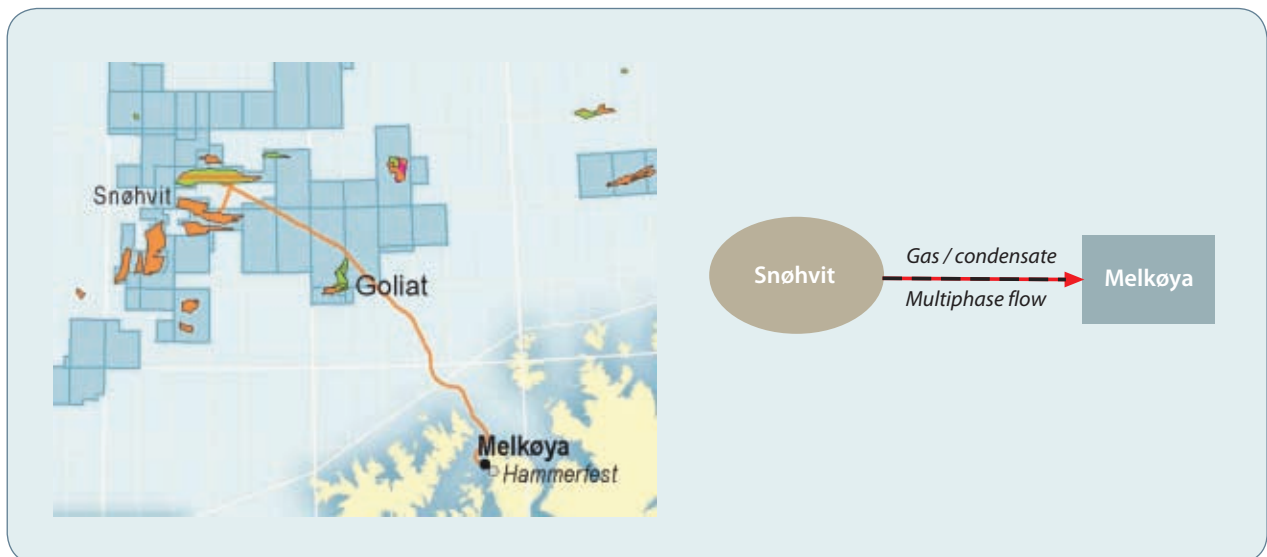 Snøhvit
Goliat
Melkøya
Hammerfest
Snøhvit
Gas / condensate
Multiphase flow
Melkøya